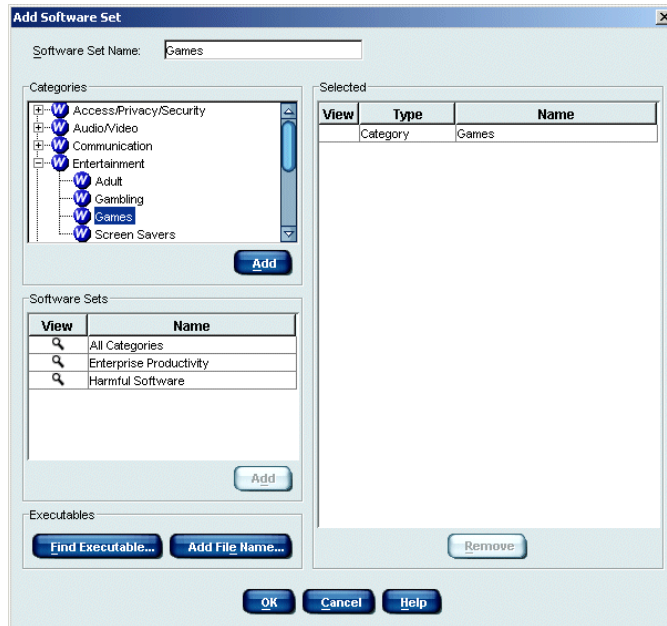 Add Software Set
Software Set Name: Games
Categories
Access/Privacy/Security
Audio/Video
Communication
Entertainment
Adult
Gambling
Games
Screen Savers
Add
Software Sets
View Name
All Categories
Enterprise Productivity
Harmful Software
Add
Executables
Find Executable... Add File Name...
Selected
View Type Name
Category Games
Remove
OK Cancel Help